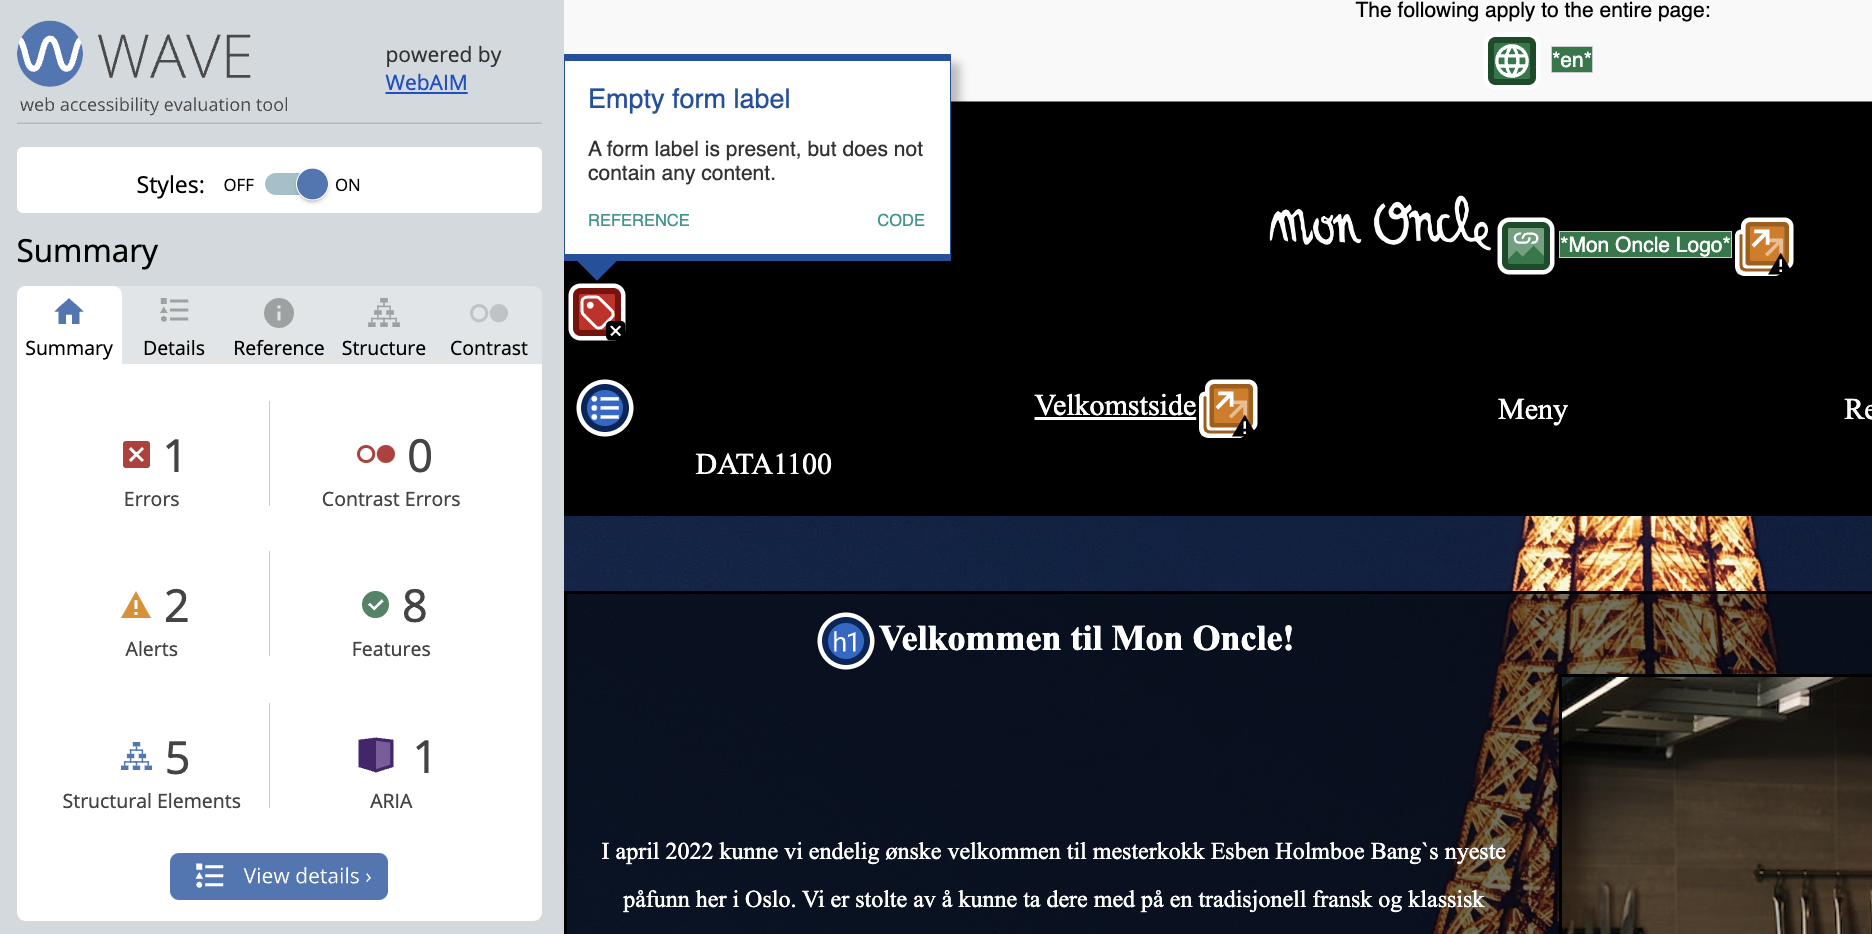 WAVE
web accessibility evaluation tool
powered by
WebAIM
Styles: OFF ON
Summary
Summary
Details
Reference
Structure
Contrast
1
Errors
0
Contrast Errors
2
Alerts
8
Features
5
Structural Elements
1
ARIA
View details ›
The following apply to the entire page:
*en*
Empty form label
A form label is present, but does not
contain any content.
REFERENCE CODE
mon Oncle
*Mon Oncle Logo*
Velkomstside
Meny
Re
DATA1100
h1
Velkommen til Mon Oncle!
I april 2022 kunne vi endelig ønske velkommen til mesterkokk Esben Holmboe Bang`s nyeste
påfunn her i Oslo. Vi er stolte av å kunne ta dere med på en tradisjonell fransk og klassisk